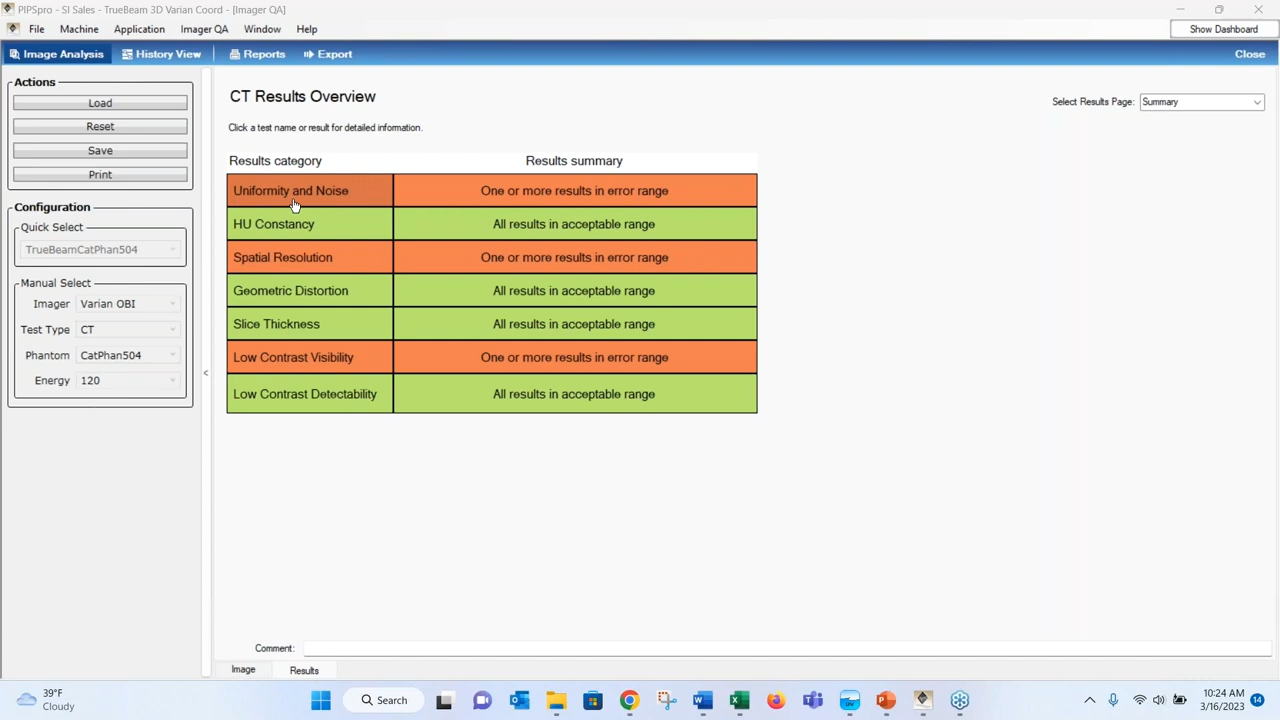 PIPSpro - SI Sales - TrueBeam 3D Varian Coord - [Imager QA]
File Machine Application Imager QA Window Help
Show Dashboard
Image Analysis History View Reports Export Close
Actions
Load
Reset
Save
Print
Configuration
Quick Select
TrueBeamCatPhan504
Manual Select
Imager Varian OBI
Test Type CT
Phantom CatPhan504
Energy 120
<
CT Results Overview
Select Results Page: Summary
Click a test name or result for detailed information.
Results category Results summary
Uniformity and Noise One or more results in error range
HU Constancy All results in acceptable range
Spatial Resolution One or more results in error range
Geometric Distortion All results in acceptable range
Slice Thickness All results in acceptable range
Low Contrast Visibility One or more results in error range
Low Contrast Detectability All results in acceptable range
Comment:
Image Results
39°F
Cloudy
Search
10:24 AM
3/16/2023
14